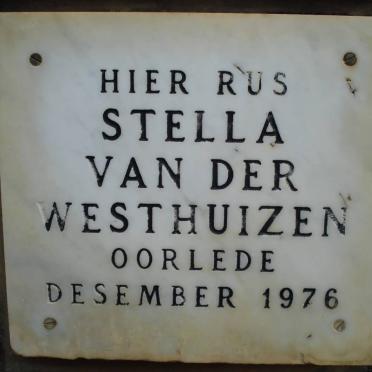 HIER RUS
STELLA
VAN DER
WESTHUIZEN
OORLEDE
DESEMBER 1976